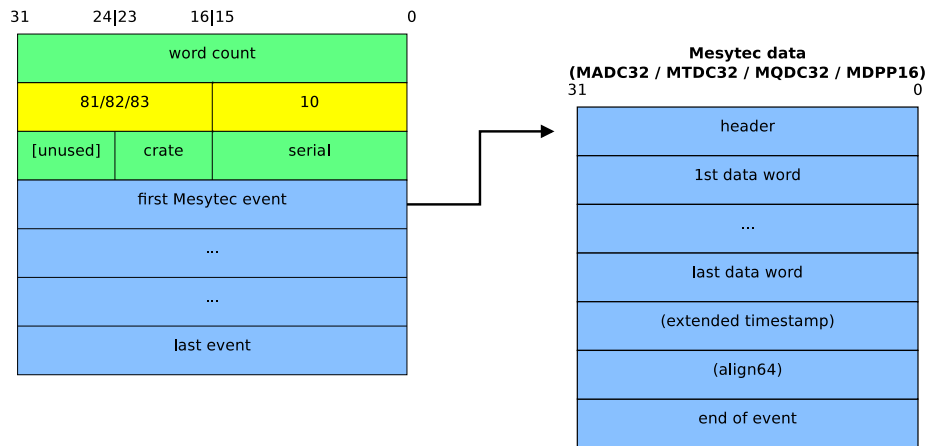 31 24|23 16|15 0
word count
81/82/83 10
[unused] crate serial
first Mesytec event
...
...
last event
Mesytec data
(MADC32 / MTDC32 / MQDC32 / MDPP16)
31 0
header
1st data word
...
last data word
(extended timestamp)
(align64)
end of event